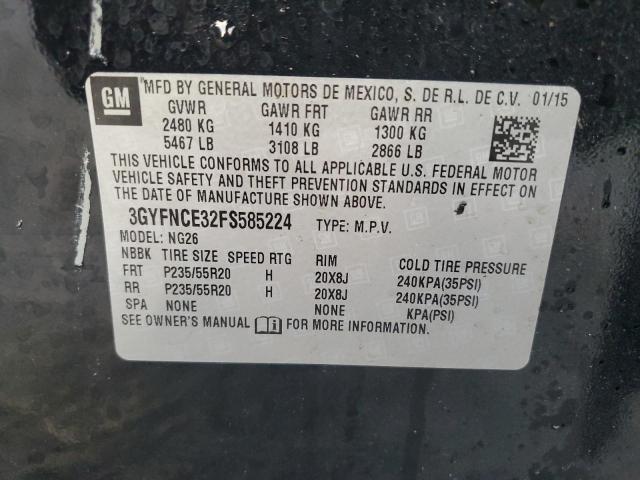 GM
MFD BY GENERAL MOTORS DE MEXICO, S. DE R.L. DE C.V. 01/15
GVWR GAWR FRT GAWR RR
2480 KG 1410 KG 1300 KG
5467 LB 3108 LB 2866 LB
THIS VEHICLE CONFORMS TO ALL APPLICABLE U.S. FEDERAL MOTOR
VEHICLE SAFETY AND THEFT PREVENTION STANDARDS IN EFFECT ON
THE DATE OF MANUFACTURE SHOWN ABOVE.
3GYFNCE32FS585224 TYPE: M.P.V.
MODEL: NG26
NBBK TIRE SIZE SPEED RTG RIM COLD TIRE PRESSURE
FRT P235/55R20 H 20X8J 240KPA(35PSI)
RR P235/55R20 H 20X8J 240KPA(35PSI)
SPA NONE NONE KPA(PSI)
SEE OWNER'S MANUAL FOR MORE INFORMATION.